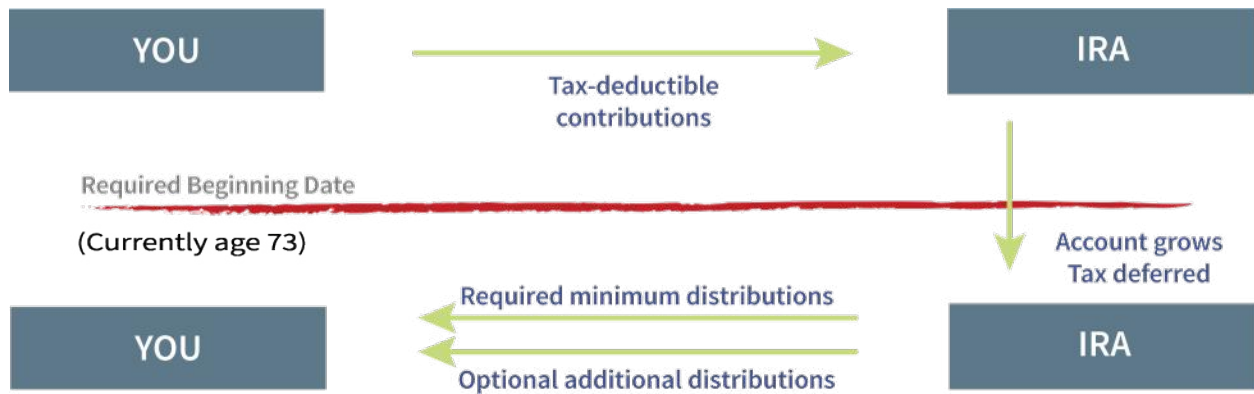 YOU
IRA
Tax-deductible
contributions
Required Beginning Date
(Currently age 73)
Account grows
Tax deferred
Required minimum distributions
YOU
IRA
Optional additional distributions